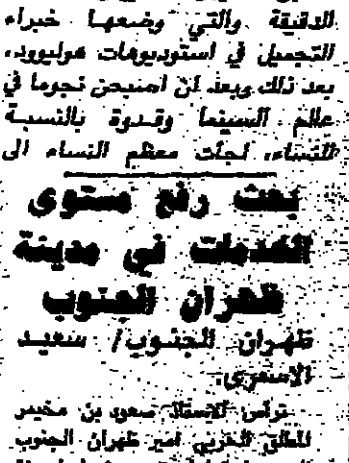 الدقيقة والتي وضعها خبراء
التجميل في استوديوهات هوليوود،
بعد ذلك وبعد ان اصبحن نجوما في
عالم السينما وقدوة بالنسبة
للنساء، لجات معظم النساء الى
بحث رفع مستوى
الخدمات في مدينة
ظهران الجنوب
ظهران الجنوب/ سعيد
الاسمري.
ترأس الاستاذ سعود بن مخيمر
المطلق الحربي امير ظهران الجنوب